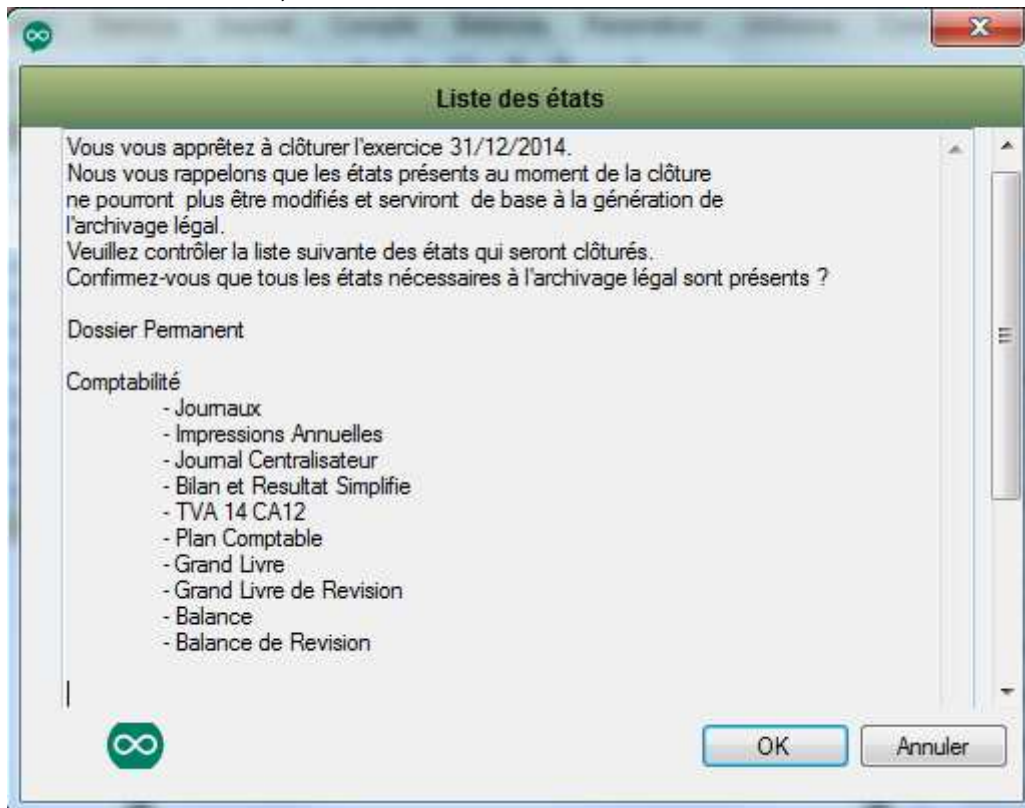 Liste des états
Vous vous apprêtez à clôturer l'exercice 31/12/2014.
Nous vous rappelons que les états présents au moment de la clôture
ne pourront plus être modifiés et serviront de base à la génération de
l'archivage légal.
Veuillez contrôler la liste suivante des états qui seront clôturés.
Confirmez-vous que tous les états nécessaires à l'archivage légal sont présents ?
Dossier Permanent
Comptabilité
- Journaux
- Impressions Annuelles
- Journal Centralisateur
- Bilan et Resultat Simplifie
- TVA 14 CA12
- Plan Comptable
- Grand Livre
- Grand Livre de Revision
- Balance
- Balance de Revision
OK Annuler